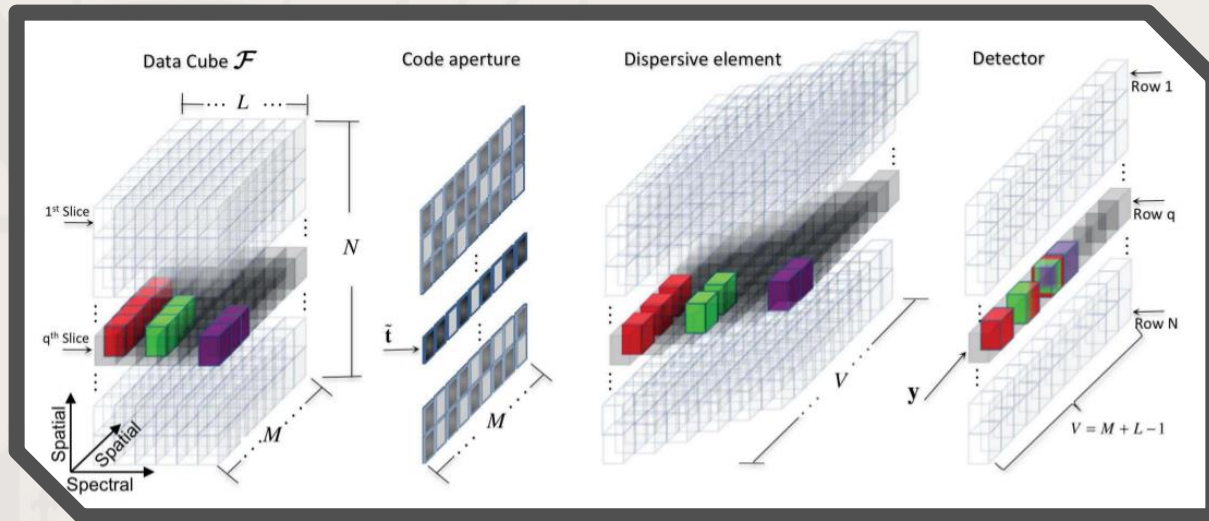 Data Cube 𝓕
Code aperture
Dispersive element
Detector
··· L ···
Row 1
1st Slice
N
Row q
t̃
qth Slice
V
y
Row N
M
M
V = M + L − 1
Spatial
Spatial
Spectral